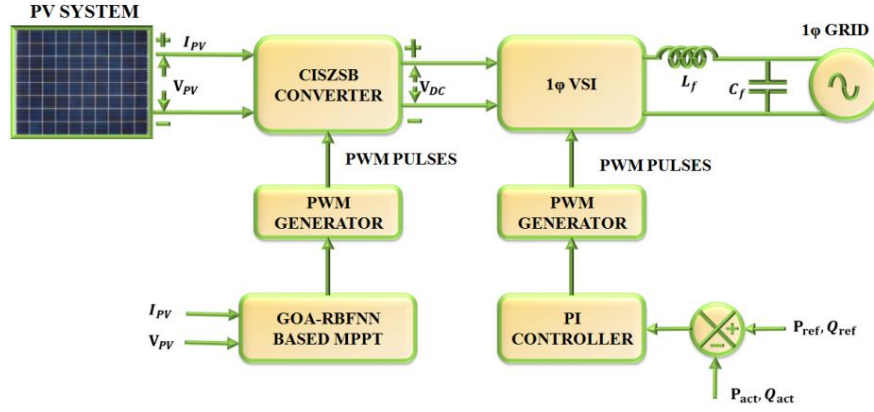 PV SYSTEM
1φ GRID
+
I_PV
V_PV
-
CISZSB
CONVERTER
+
V_DC
-
1φ VSI
L_f
C_f
PWM PULSES
PWM PULSES
PWM
GENERATOR
PWM
GENERATOR
I_PV
V_PV
GOA-RBFNN
BASED MPPT
PI
CONTROLLER
+
-
P_ref, Q_ref
P_act, Q_act